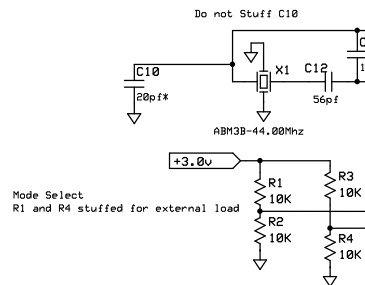 Do not Stuff C10
C
C10
X1
C12
1
20pf*
56pf
ABM3B-44.00Mhz
+3.0v
R3
R1
10K
10K
Mode Select
R1 and R4 stuffed for external load
R2
R4
10K
10K